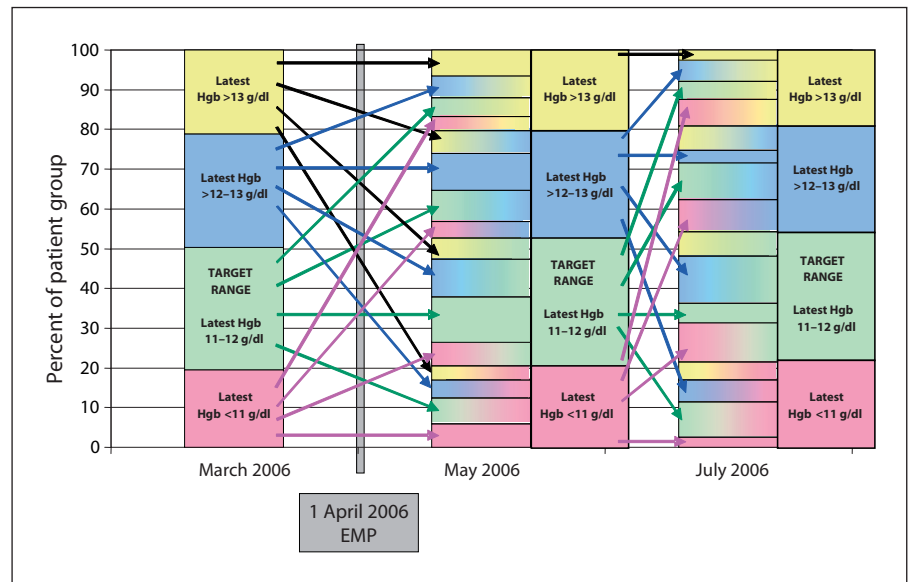 Percent of patient group
100
90
80
70
60
50
40
30
20
10
0
Latest
Hgb >13 g/dl
Latest Hgb
>12–13 g/dl
TARGET
RANGE
Latest Hgb
11–12 g/dl
Latest
Hgb <11 g/dl
Latest
Hgb >13 g/dl
Latest Hgb
>12–13 g/dl
TARGET
RANGE
Latest Hgb
11–12 g/dl
Latest
Hgb <11 g/dl
Latest
Hgb >13 g/dl
Latest Hgb
>12–13 g/dl
TARGET
RANGE
Latest Hgb
11–12 g/dl
Latest
Hgb <11 g/dl
March 2006
May 2006
July 2006
1 April 2006
EMP